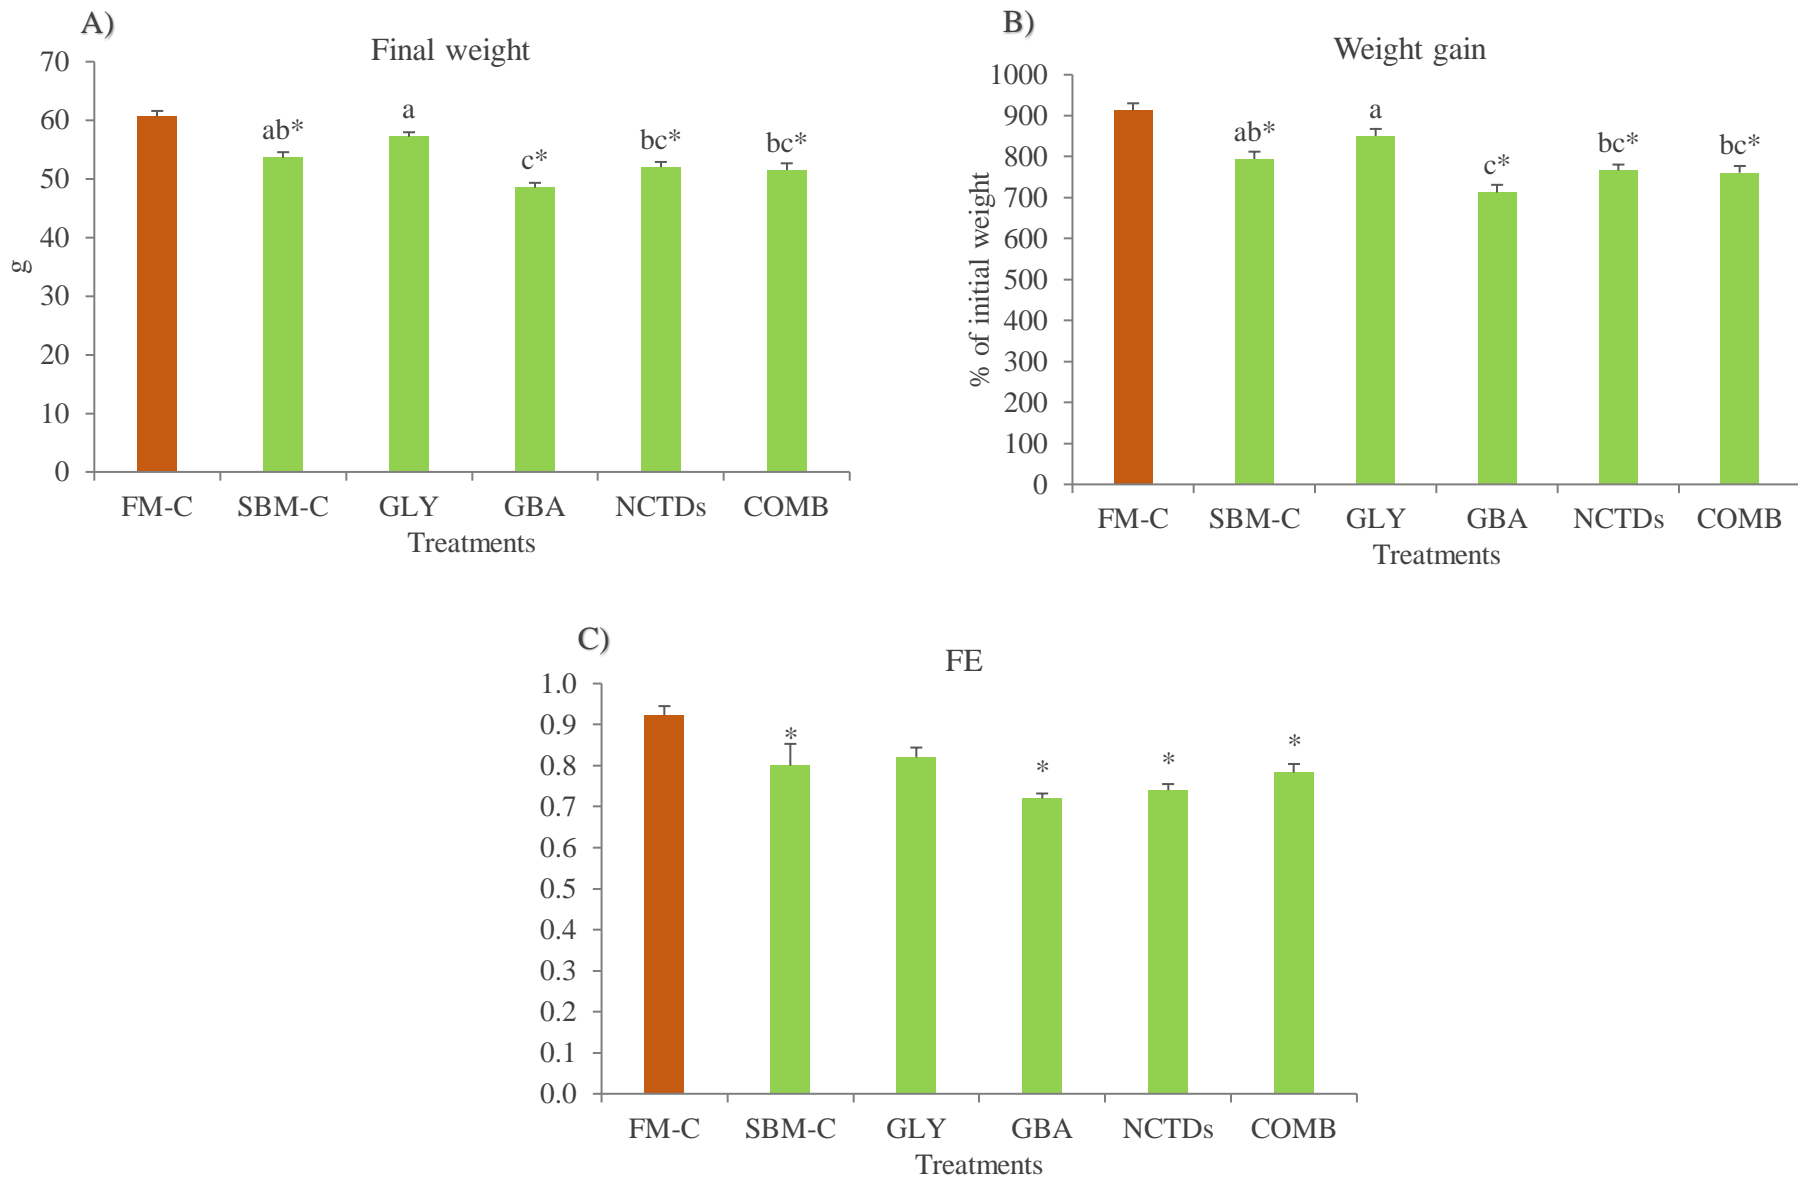 A)
Final weight
70
60
50
40
30
20
10
0
g
ab*
a
c*
bc*
bc*
FM-C SBM-C GLY GBA NCTDs COMB
Treatments
B)
Weight gain
1000
900
800
700
600
500
400
300
200
100
0
% of initial weight
ab*
a
c*
bc*
bc*
FM-C SBM-C GLY GBA NCTDs COMB
Treatments
C)
FE
1.0
0.9
0.8
0.7
0.6
0.5
0.4
0.3
0.2
0.1
0.0
*
*
*
*
FM-C SBM-C GLY GBA NCTDs COMB
Treatments